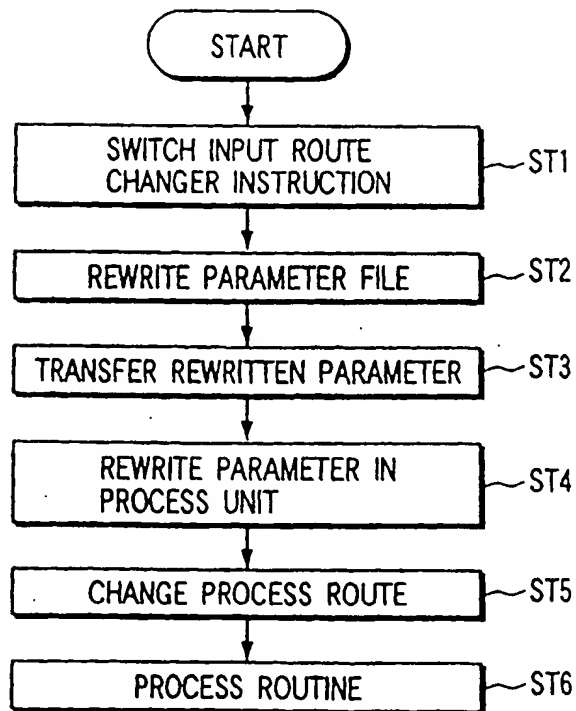 START
SWITCH INPUT ROUTE
CHANGER INSTRUCTION
ST1
REWRITE PARAMETER FILE
ST2
TRANSFER REWRITTEN PARAMETER
ST3
REWRITE PARAMETER IN
PROCESS UNIT
ST4
CHANGE PROCESS ROUTE
ST5
PROCESS ROUTINE
ST6